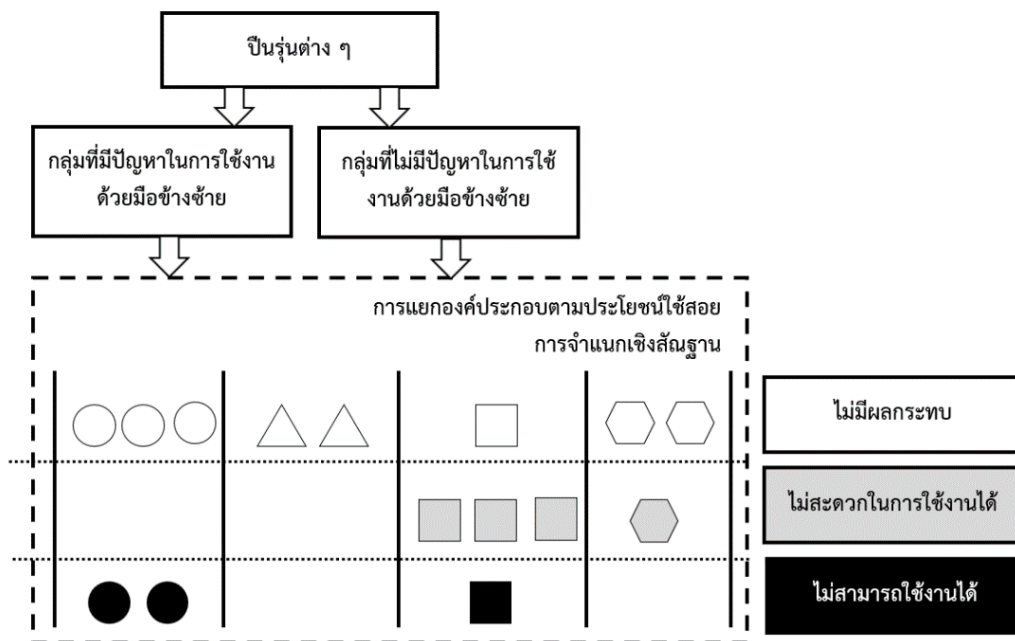 ปืนรุ่นต่าง ๆ
กลุ่มที่มีปัญหาในการใช้งาน
ด้วยมือข้างซ้าย
กลุ่มที่ไม่มีปัญหาในการใช้
งานด้วยมือข้างซ้าย
การแยกองค์ประกอบตามประโยชน์ใช้สอย
การจำแนกเชิงสัณฐาน
ไม่มีผลกระทบ
ไม่สะดวกในการใช้งานได้
ไม่สามารถใช้งานได้